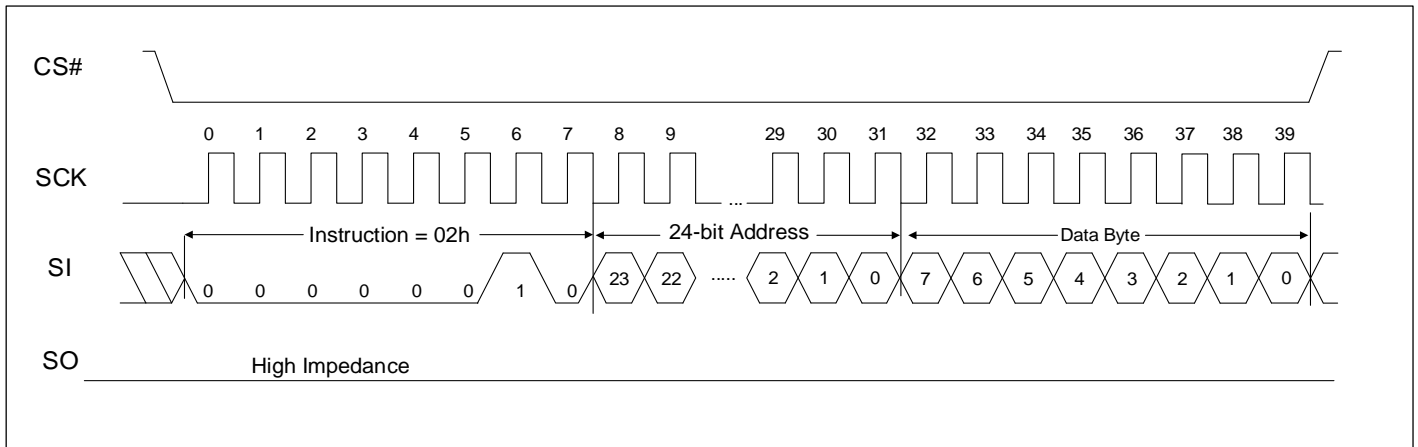 CS#
0 1 2 3 4 5 6 7 8 9 29 30 31 32 33 34 35 36 37 38 39
SCK
...
Instruction = 02h 24-bit Address Data Byte
SI
0 0 0 0 0 0 1 0 23 22 ..... 2 1 0 7 6 5 4 3 2 1 0
SO
High Impedance